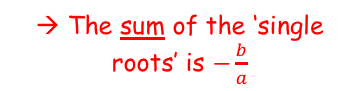 → The sum of the 'single
roots' is −b/a